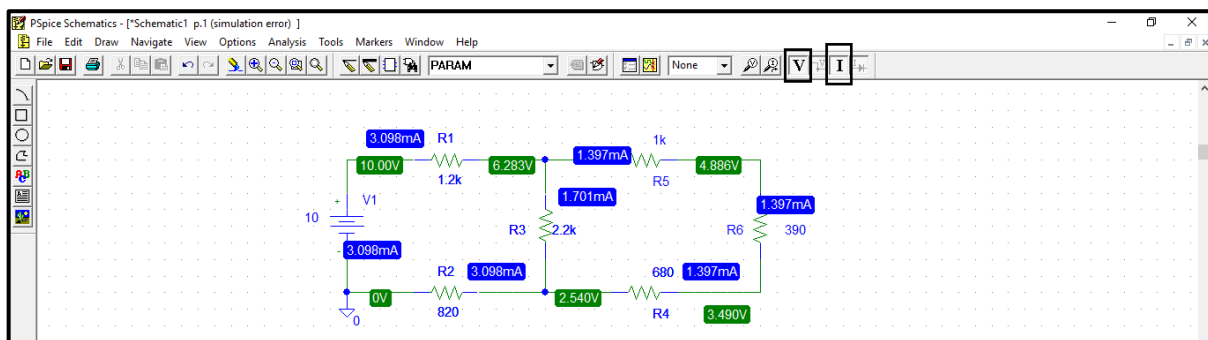 PSpice Schematics - [*Schematic1 p.1 (simulation error) ]
File Edit Draw Navigate View Options Analysis Tools Markers Window Help
PARAM None V I
3.098mA R1 1k
10.00V 6.283V 1.397mA 4.886V
1.2k R5
+ V1 1.701mA 1.397mA
10 R3 2.2k R6 390
- 3.098mA
R2 3.098mA 680 1.397mA
0V 2.540V
820 R4 3.490V
0